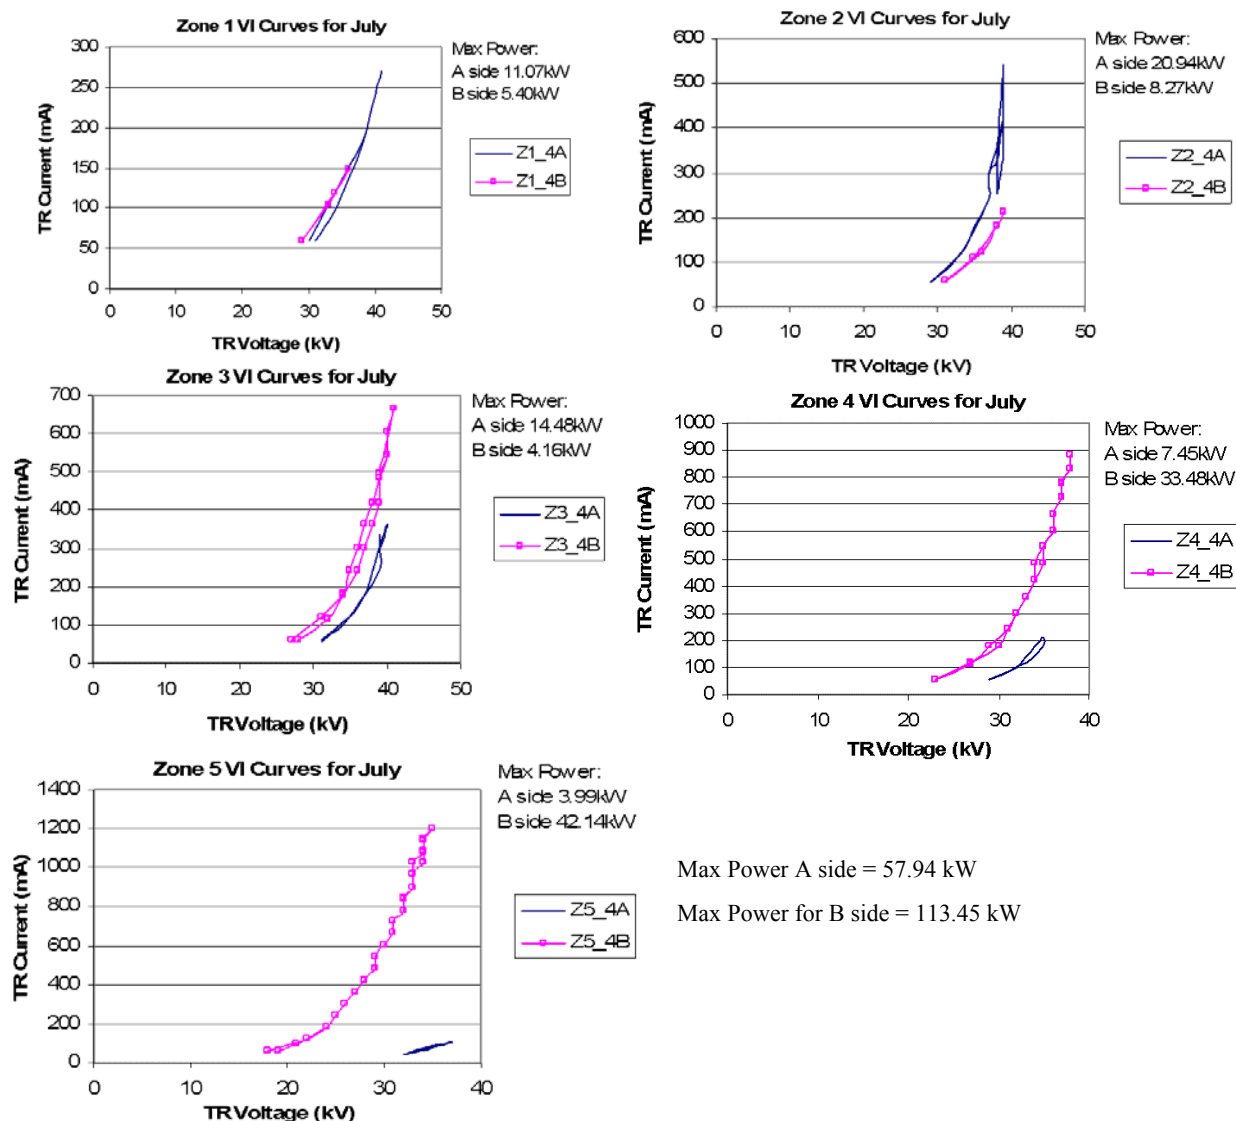 Zone 1 VI Curves for July
Max Power:
A side 11.07kW
B side 5.40kW
TR Current (mA)
300
250
200
150
100
50
0
0 10 20 30 40 50
TR Voltage (kV)
Z1_4A
Z1_4B
Zone 2 VI Curves for July
Max Power:
A side 20.94kW
B side 8.27kW
TR Current (mA)
600
500
400
300
200
100
0
0 10 20 30 40 50
TR Voltage (kV)
Z2_4A
Z2_4B
Zone 3 VI Curves for July
Max Power:
A side 14.48kW
B side 4.16kW
TR Current (mA)
700
600
500
400
300
200
100
0
0 10 20 30 40 50
TR Voltage (kV)
Z3_4A
Z3_4B
Zone 4 VI Curves for July
Max Power:
A side 7.45kW
B side 33.48kW
TR Current (mA)
1000
900
800
700
600
500
400
300
200
100
0
0 10 20 30 40
TR Voltage (kV)
Z4_4A
Z4_4B
Zone 5 VI Curves for July
Max Power:
A side 3.99kW
B side 42.14kW
TR Current (mA)
1400
1200
1000
800
600
400
200
0
0 10 20 30 40
TR Voltage (kV)
Z5_4A
Z5_4B
Max Power A side = 57.94 kW
Max Power for B side = 113.45 kW